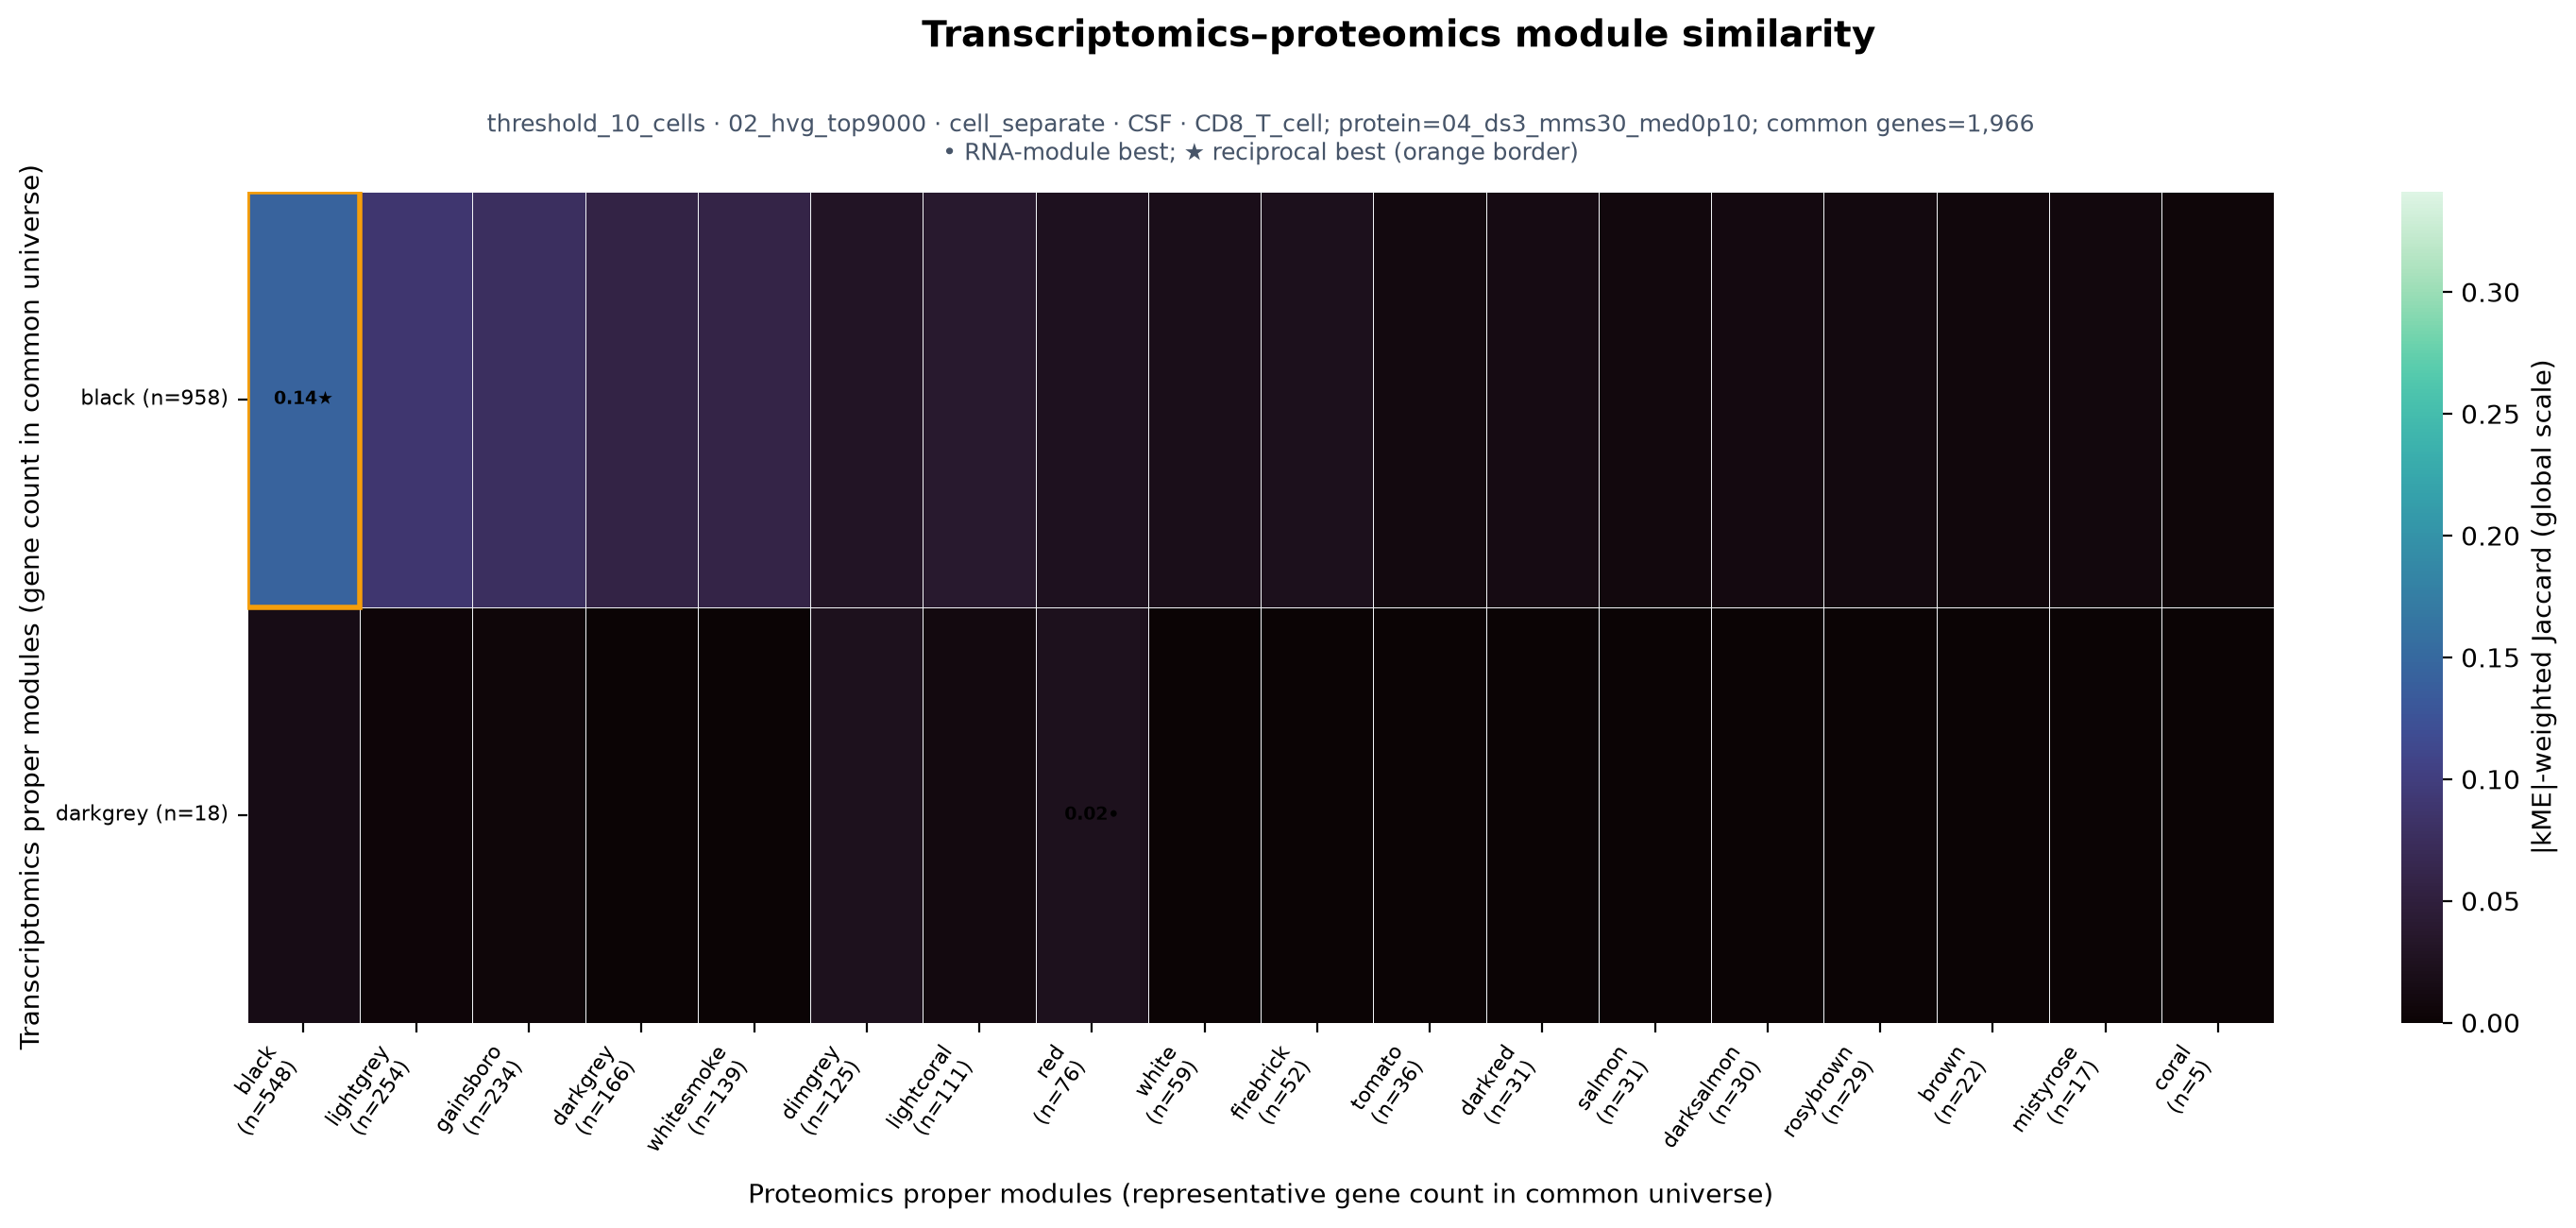 Transcriptomics–proteomics module similarity
threshold_10_cells · 02_hvg_top9000 · cell_separate · CSF · CD8_T_cell; protein=04_ds3_mms30_med0p10; common genes=1,966
• RNA-module best; ★ reciprocal best (orange border)
Transcriptomics proper modules (gene count in common universe)
black (n=958)
darkgrey (n=18)
0.14★
0.02•
black
(n=548)
lightgrey
(n=254)
gainsboro
(n=234)
darkgrey
(n=166)
whitesmoke
(n=139)
dimgrey
(n=125)
lightcoral
(n=111)
red
(n=76)
white
(n=59)
firebrick
(n=52)
tomato
(n=36)
darkred
(n=31)
salmon
(n=31)
darksalmon
(n=30)
rosybrown
(n=29)
brown
(n=22)
mistyrose
(n=17)
coral
(n=5)
Proteomics proper modules (representative gene count in common universe)
0.30
0.25
0.20
0.15
0.10
0.05
0.00
|kME|-weighted Jaccard (global scale)